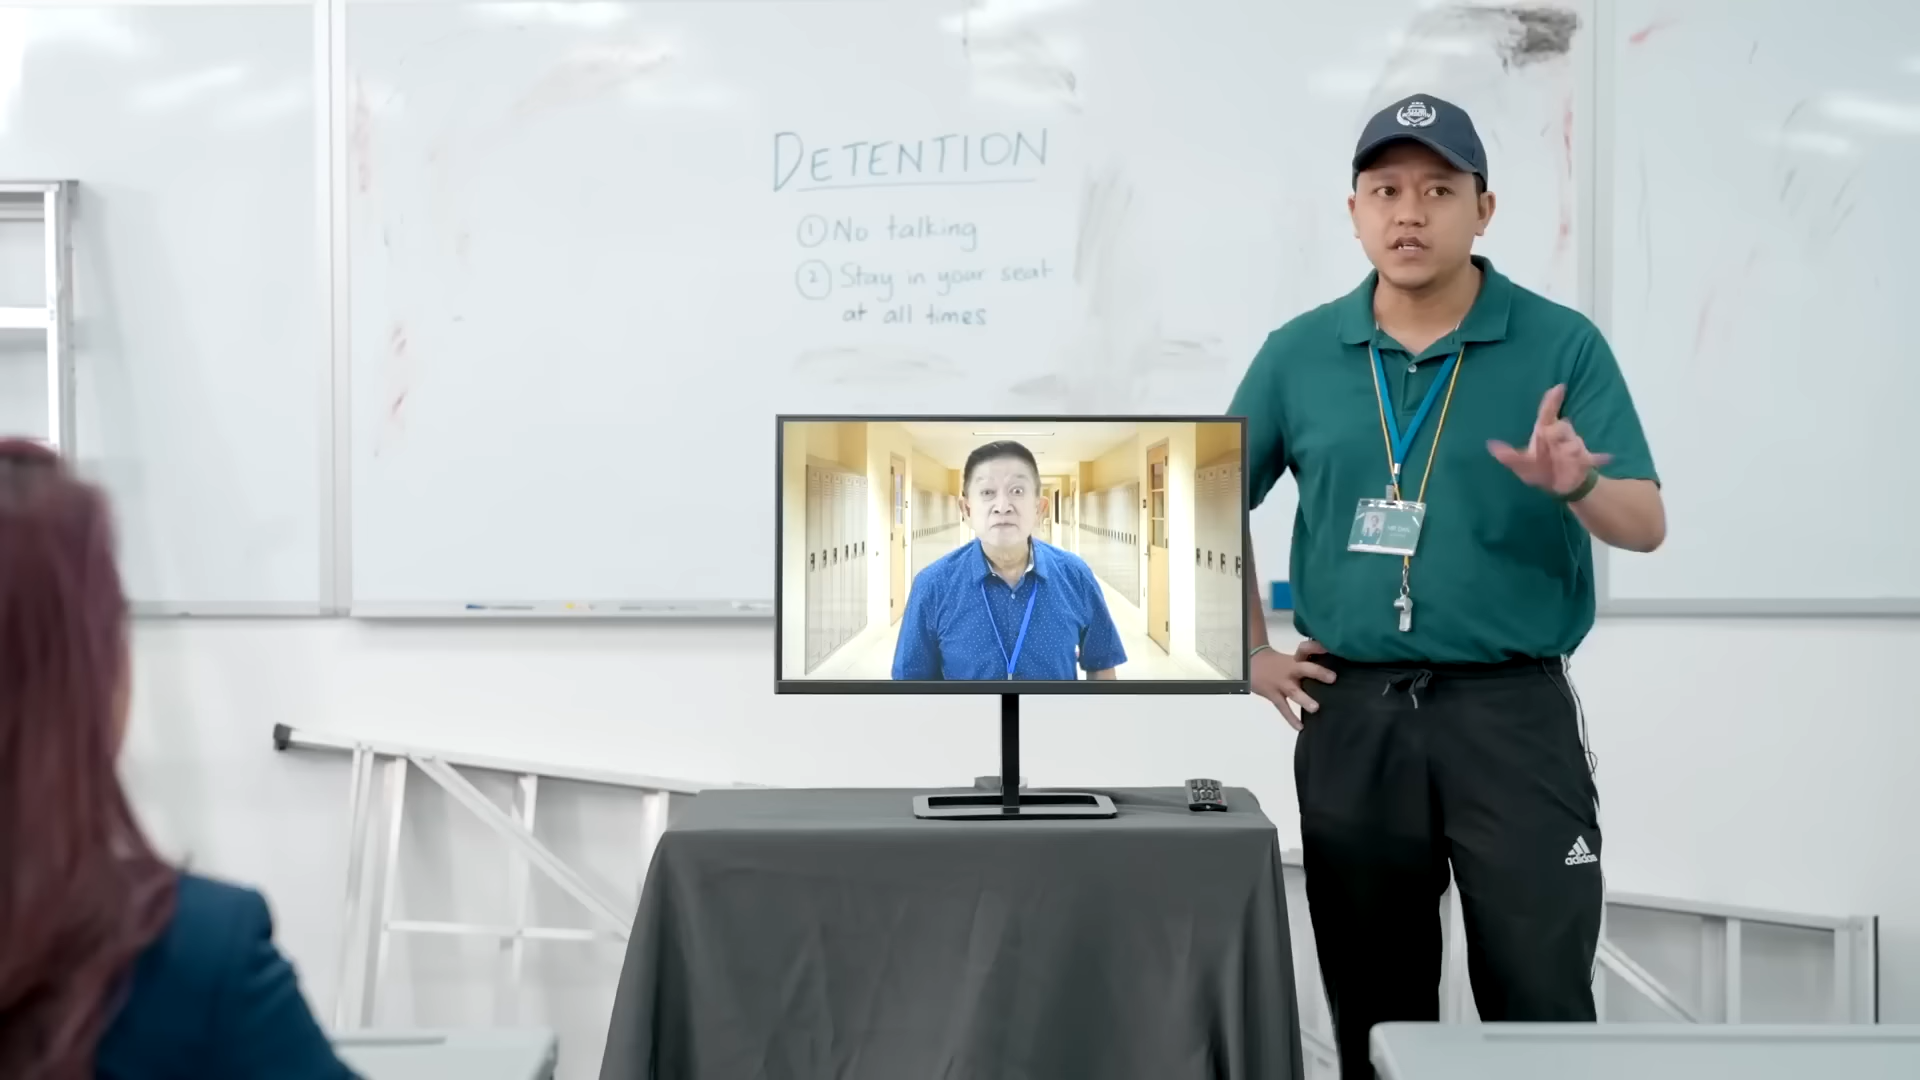 DETENTION
① No talking
② Stay in your seat
at all times
adidas